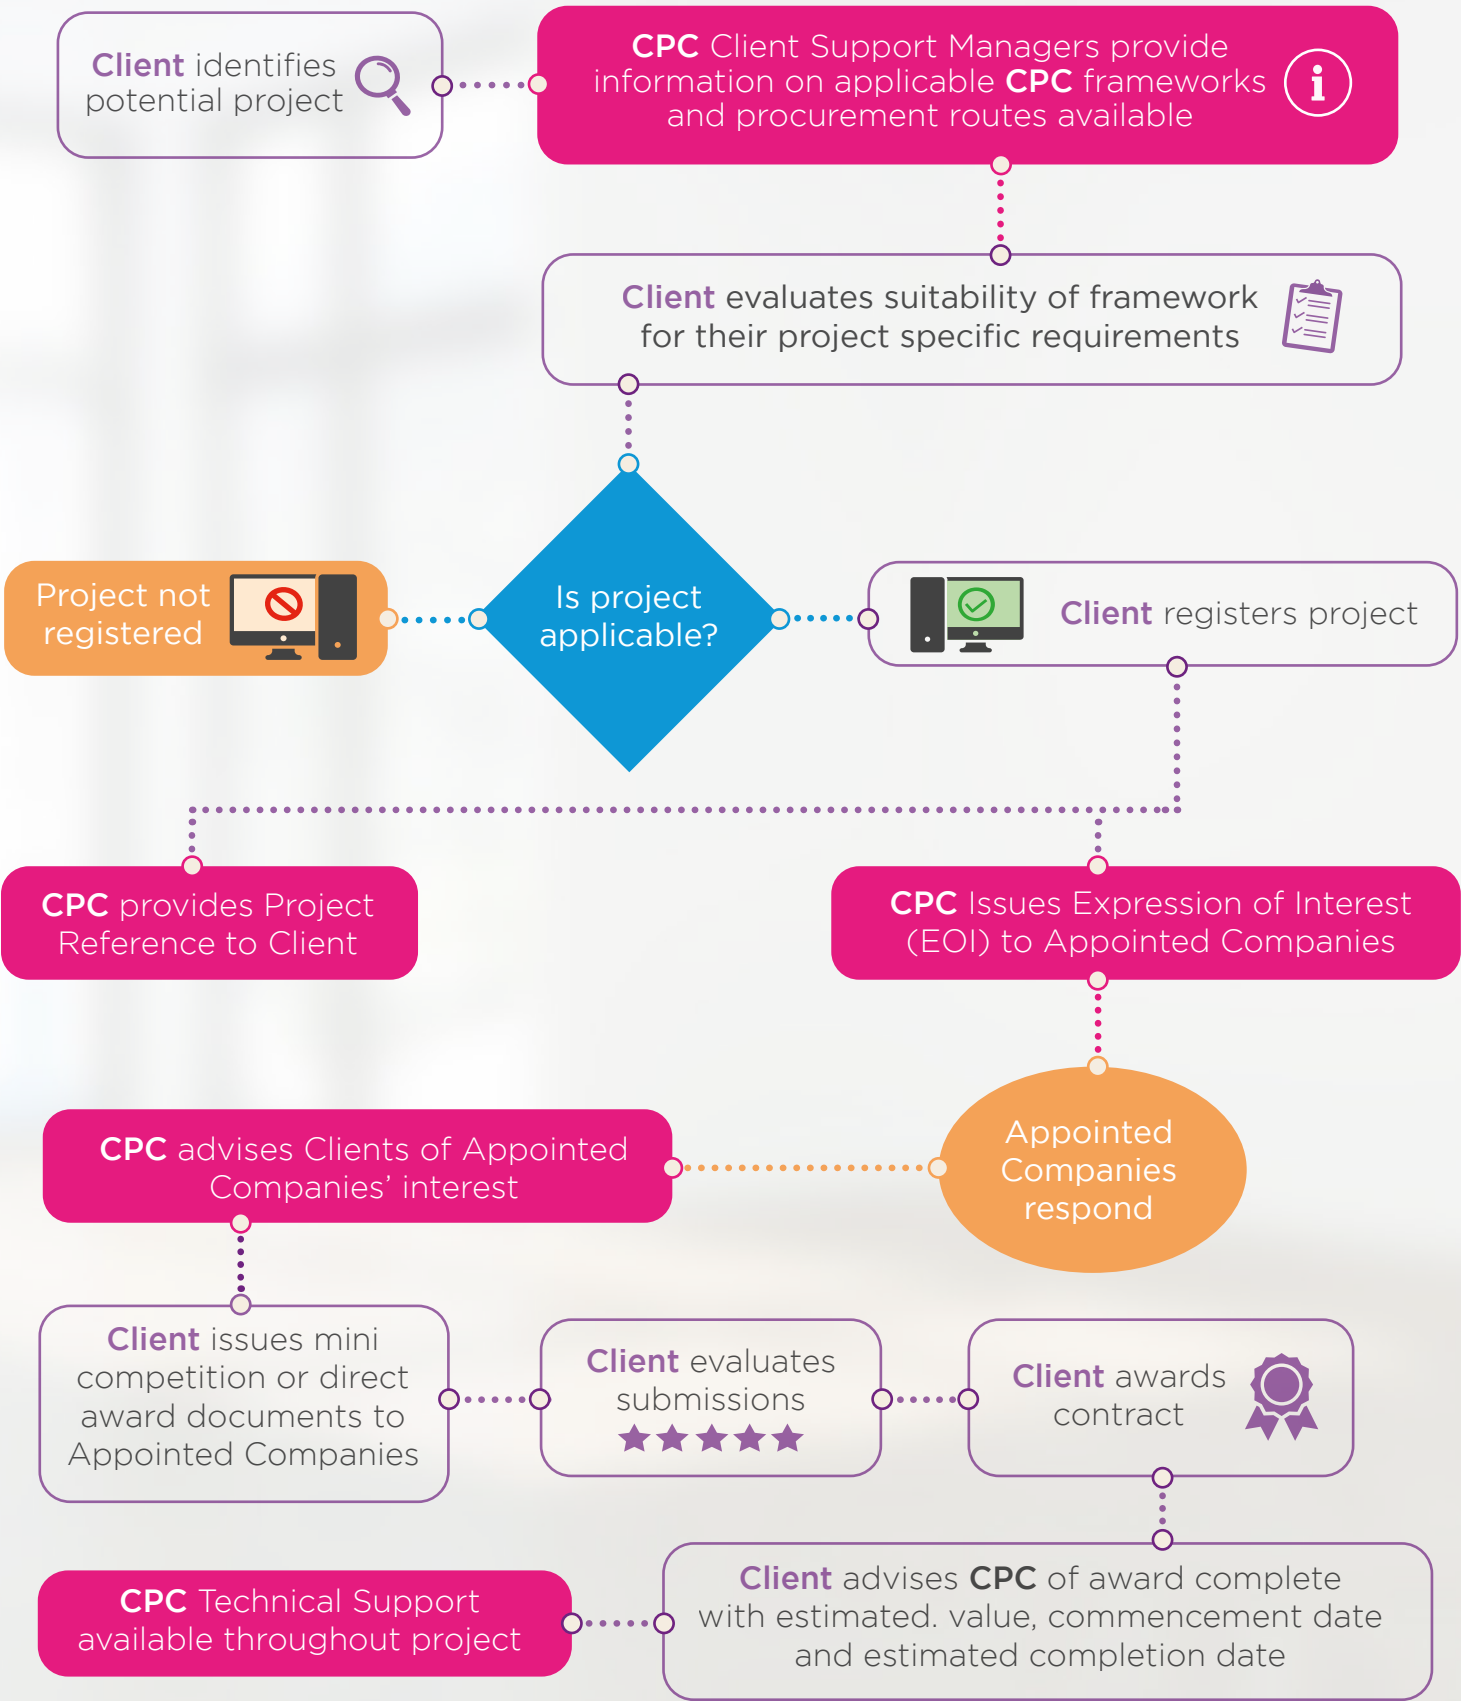 Client identifies
potential project
CPC Client Support Managers provide
information on applicable CPC frameworks
and procurement routes available
i
Client evaluates suitability of framework
for their project specific requirements
Is project
applicable?
Project not
registered
Client registers project
CPC provides Project
Reference to Client
CPC Issues Expression of Interest
(EOI) to Appointed Companies
Appointed
Companies
respond
CPC advises Clients of Appointed
Companies’ interest
Client issues mini
competition or direct
award documents to
Appointed Companies
Client evaluates
submissions
Client awards
contract
Client advises CPC of award complete
with estimated. value, commencement date
and estimated completion date
CPC Technical Support
available throughout project